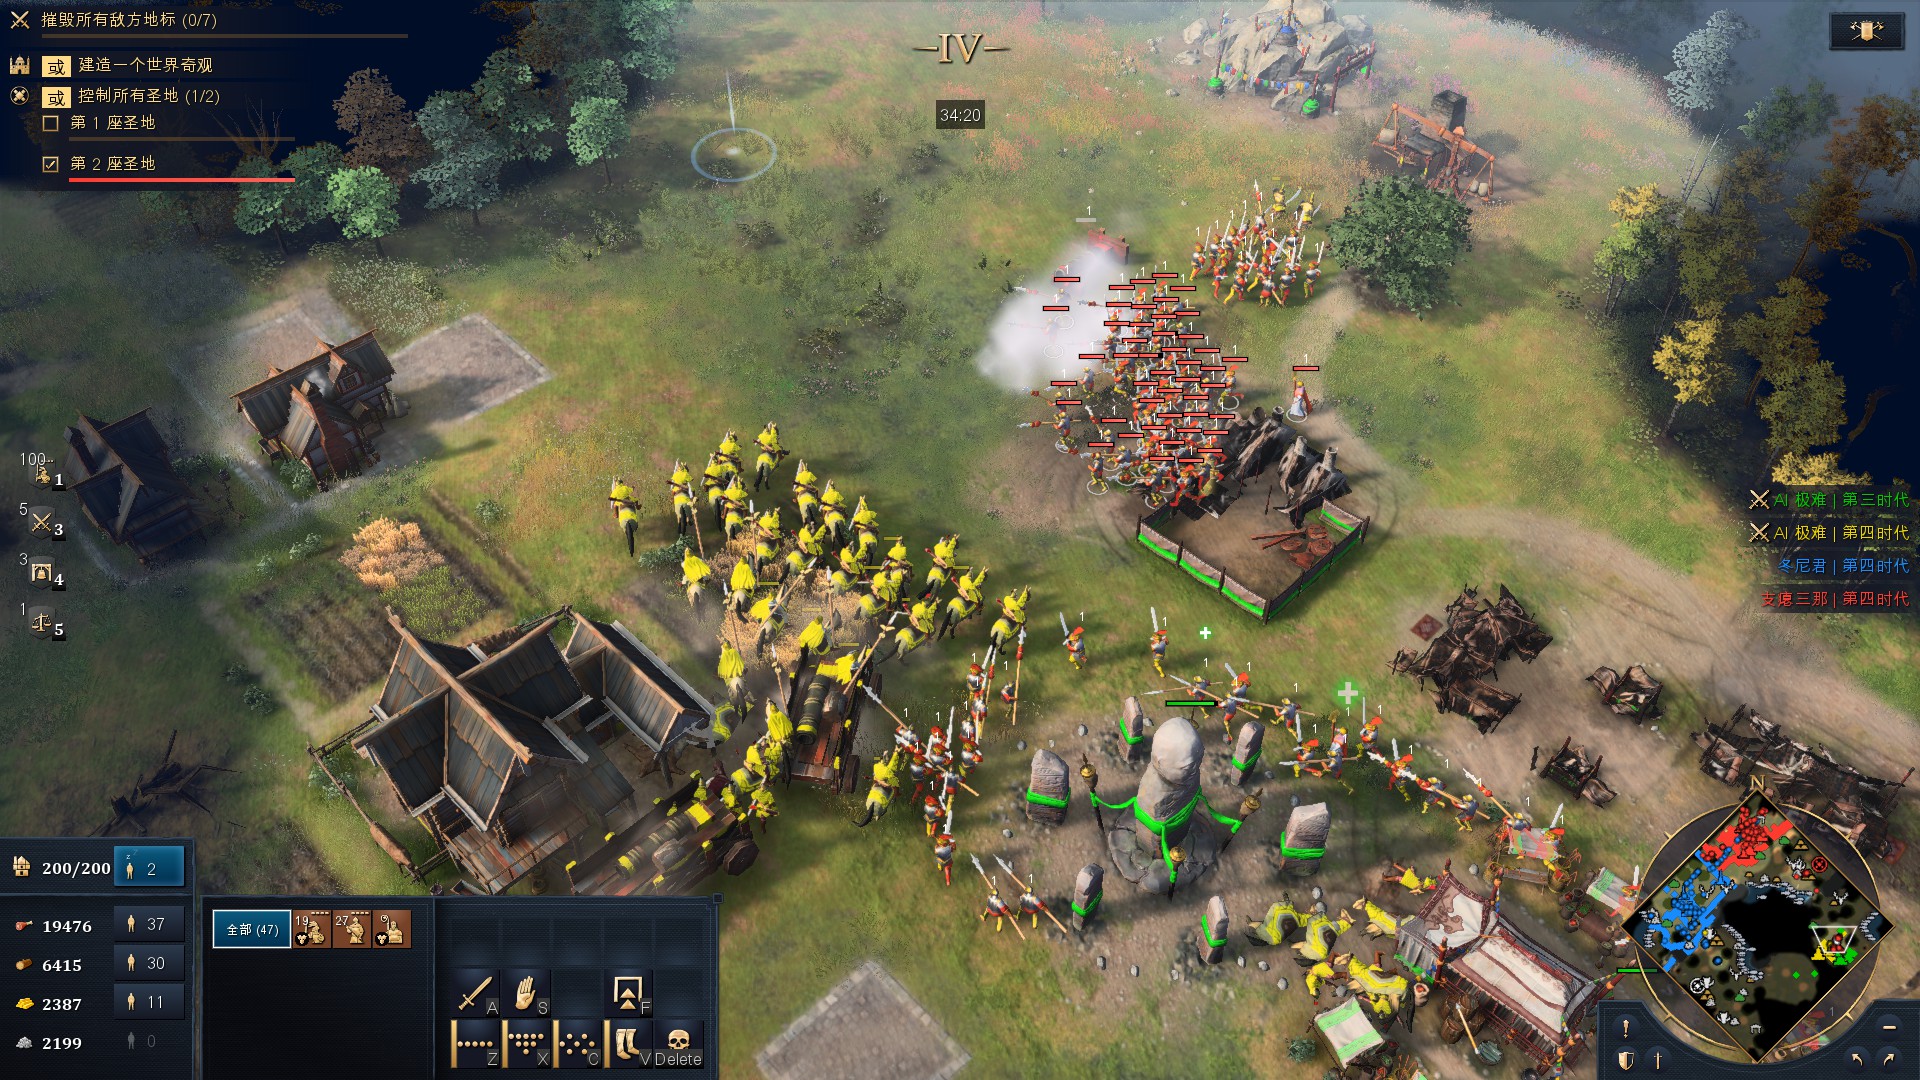 摧毁所有敌方地标 (0/7)
或 建造一个世界奇观
或 控制所有圣地 (1/2)
第 1 座圣地
第 2 座圣地
IV
34:20
100
1
5
3
3
4
1
5
AI 极难 | 第三时代
AI 极难 | 第四时代
冬尼君 | 第四时代
支愿三那 | 第四时代
N
200/200
2
19476
37
6415
30
2387
11
2199
0
全部 (47)
19
27
A
S
F
Z
X
C
V
Delete